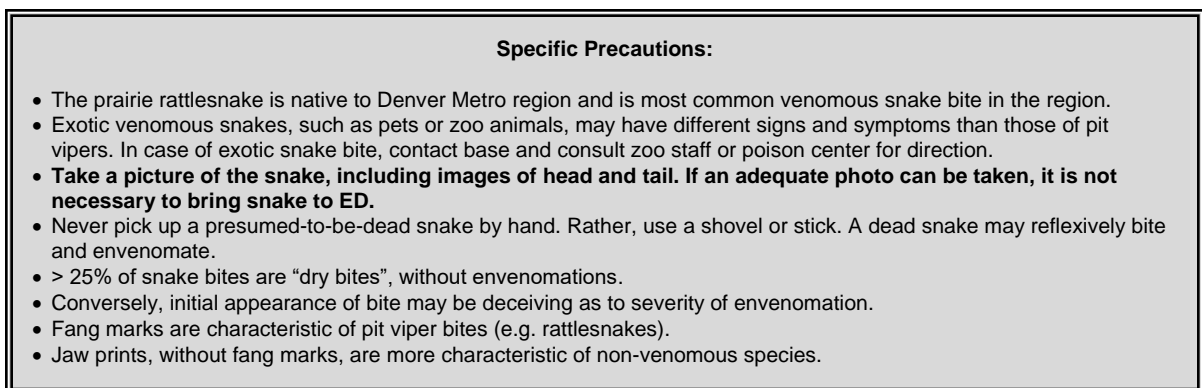 Specific Precautions:
• The prairie rattlesnake is native to Denver Metro region and is most common venomous snake bite in the region.
• Exotic venomous snakes, such as pets or zoo animals, may have different signs and symptoms than those of pit
vipers. In case of exotic snake bite, contact base and consult zoo staff or poison center for direction.
• Take a picture of the snake, including images of head and tail. If an adequate photo can be taken, it is not
necessary to bring snake to ED.
• Never pick up a presumed-to-be-dead snake by hand. Rather, use a shovel or stick. A dead snake may reflexively bite
and envenomate.
• > 25% of snake bites are “dry bites”, without envenomations.
• Conversely, initial appearance of bite may be deceiving as to severity of envenomation.
• Fang marks are characteristic of pit viper bites (e.g. rattlesnakes).
• Jaw prints, without fang marks, are more characteristic of non-venomous species.